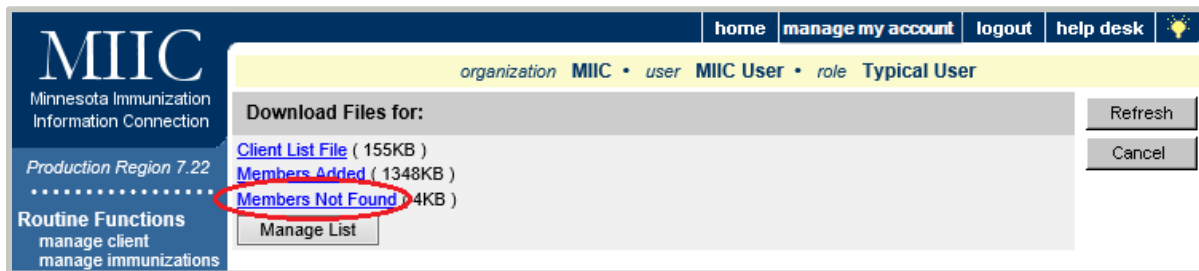 MIIC
Minnesota Immunization
Information Connection
Production Region 7.22
Routine Functions
manage client
manage immunizations
home manage my account logout help desk
organization MIIC • user MIIC User • role Typical User
Download Files for:
Client List File ( 155KB )
Members Added ( 1348KB )
Members Not Found ( 4KB )
Manage List
Refresh
Cancel